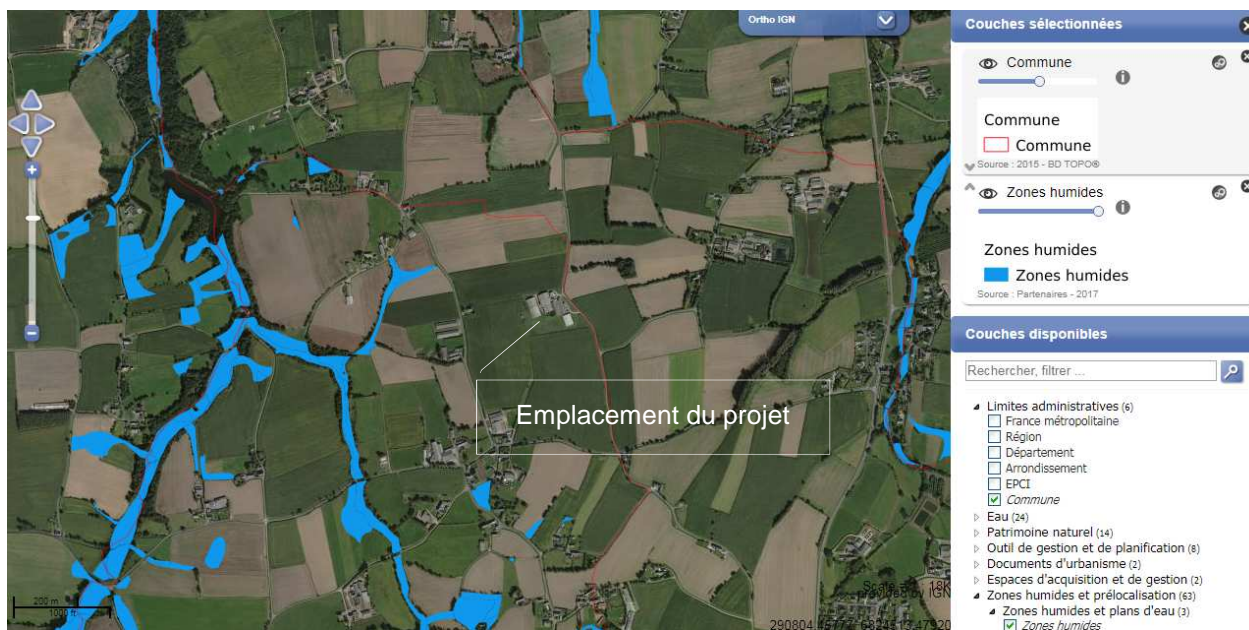 Ortho IGN
Emplacement du projet
200 m
1000 ft
Couches sélectionnées
Commune
Commune
Commune
Source : 2015 - BD TOPO®
Zones humides
Zones humides
Zones humides
Source : Partenaires - 2017
Couches disponibles
Rechercher, filtrer ...
Limites administratives (6)
France métropolitaine
Région
Département
Arrondissement
EPCI
Commune
Eau (24)
Patrimoine naturel (14)
Outil de gestion et de planification (8)
Documents d'urbanisme (2)
Espaces d'acquisition et de gestion (2)
Zones humides et prélocalisation (63)
Zones humides et plans d'eau (3)
Zones humides